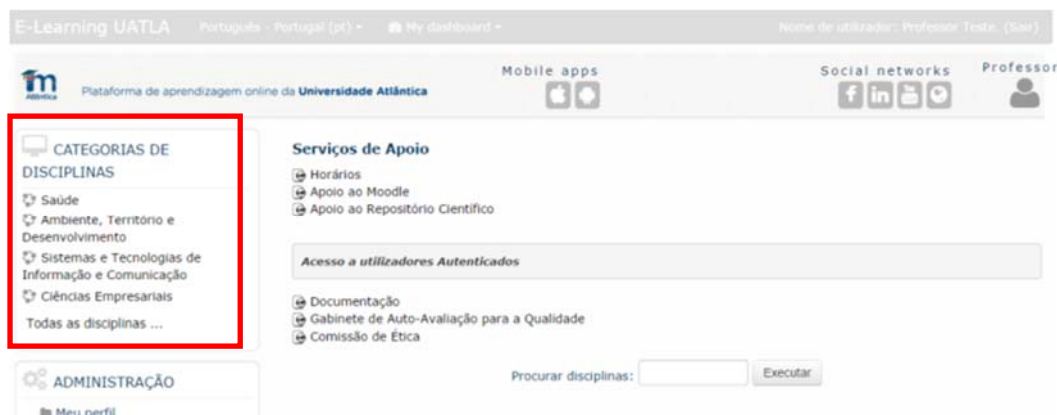 E-Learning UATLA Português - Portugal (pt) My dashboard Nome de utilizador: Professor Teste. (Sair)
Atlântica
Plataforma de aprendizagem online da Universidade Atlântica
Mobile apps
Social networks
Professor
CATEGORIAS DE
DISCIPLINAS
Saúde
Ambiente, Território e
Desenvolvimento
Sistemas e Tecnologias de
Informação e Comunicação
Ciências Empresariais
Todas as disciplinas ...
ADMINISTRAÇÃO
Meu perfil
Serviços de Apoio
Horários
Apoio ao Moodle
Apoio ao Repositório Científico
Acesso a utilizadores Autenticados
Documentação
Gabinete de Auto-Avaliação para a Qualidade
Comissão de Ética
Procurar disciplinas: Executar